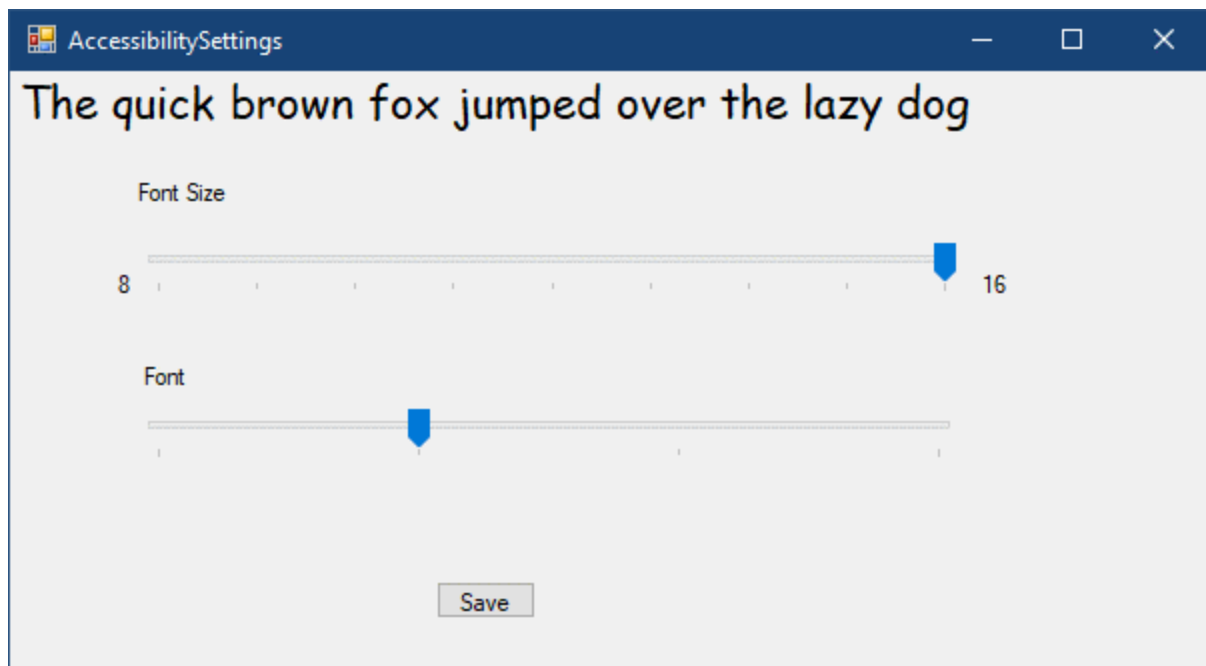 AccessibilitySettings
The quick brown fox jumped over the lazy dog
Font Size
8 16
Font
Save